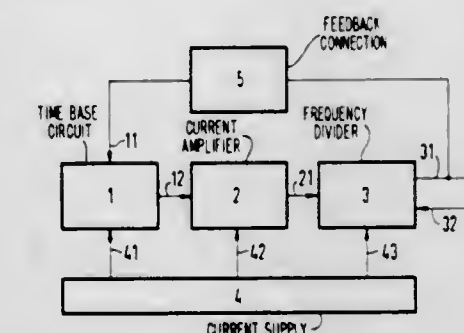 FEEDBACK
CONNECTION
5
TIME BASE
CIRCUIT
11
CURRENT
AMPLIFIER
FREQUENCY
DIVIDER
1
12
2
21
3
31
32
41
42
43
4
CURRENT SUPPLY